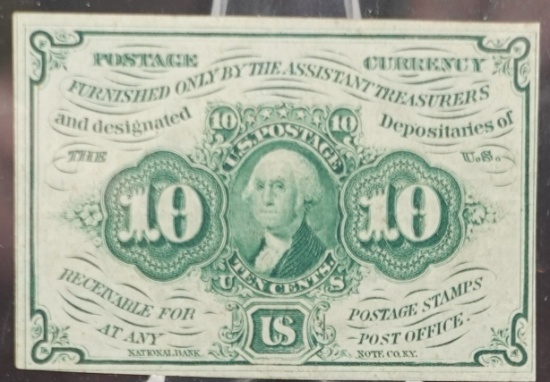 POSTAGE CURRENCY
FURNISHED ONLY BY THE ASSISTANT TREASURERS
and designated Depositaries of
THE U.S.
10 10
U.S. POSTAGE
10 10
TEN CENTS.
U S
RECEIVABLE FOR POSTAGE STAMPS
AT ANY US POST OFFICE.
NATIONAL BANK NOTE CO. N.Y.